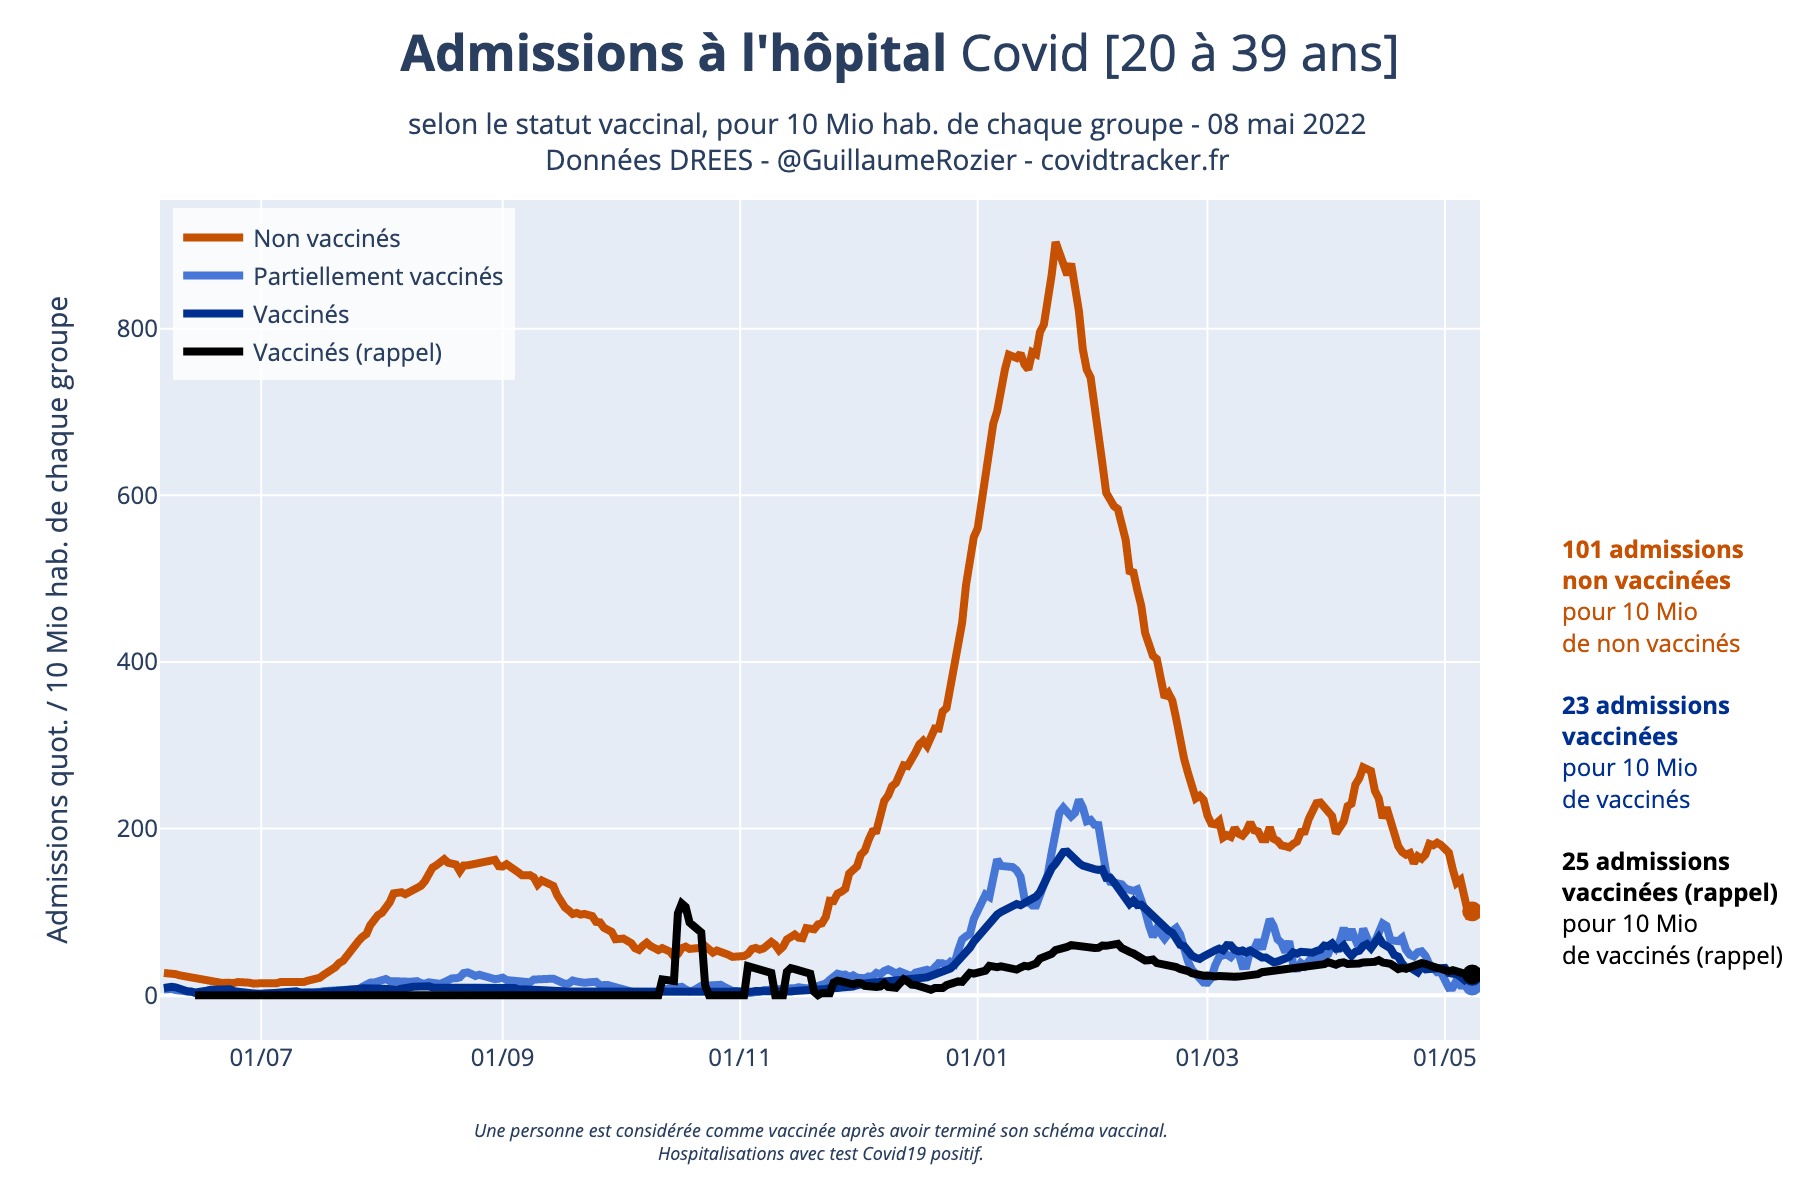 Admissions à l'hôpital Covid [20 à 39 ans]
selon le statut vaccinal, pour 10 Mio hab. de chaque groupe - 08 mai 2022
Données DREES - @GuillaumeRozier - covidtracker.fr
Non vaccinés
Partiellement vaccinés
Vaccinés
Vaccinés (rappel)
Admissions quot. / 10 Mio hab. de chaque groupe
800
600
400
200
0
01/07
01/09
01/11
01/01
01/03
01/05
101 admissions
non vaccinées
pour 10 Mio
de non vaccinés
23 admissions
vaccinées
pour 10 Mio
de vaccinés
25 admissions
vaccinées (rappel)
pour 10 Mio
de vaccinés (rappel)
Une personne est considérée comme vaccinée après avoir terminé son schéma vaccinal.
Hospitalisations avec test Covid19 positif.